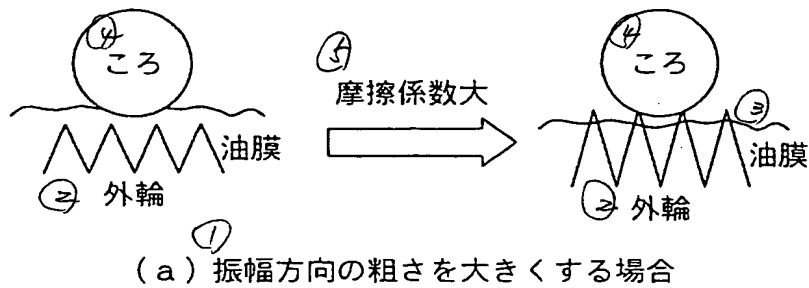 ④ ころ
⑤ 摩擦係数大
④ ころ
③
油膜
② 外輪
油膜
② 外輪
①
(a)振幅方向の粗さを大きくする場合